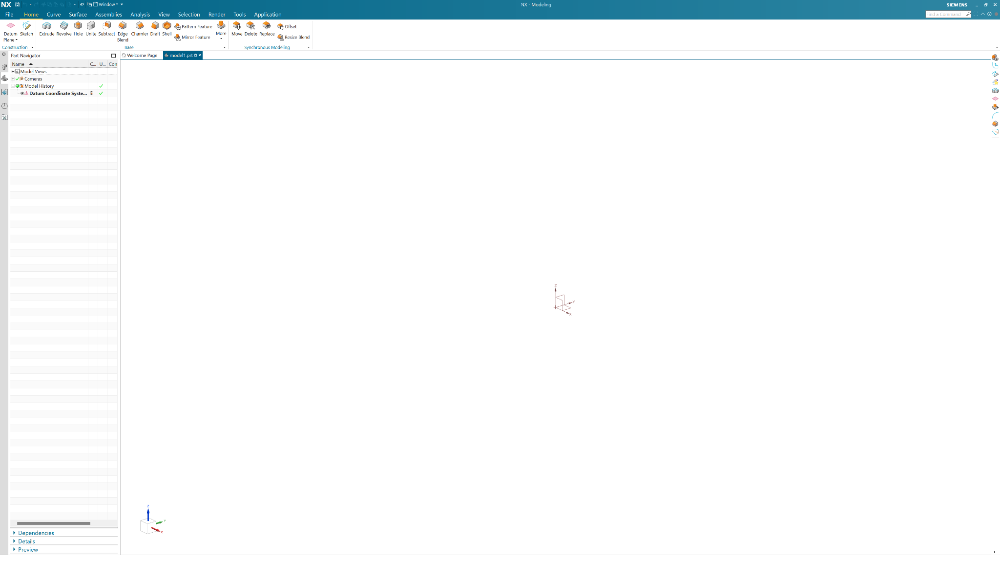 NX
Window
NX - Modeling
SIEMENS
File Home Curve Surface Assemblies Analysis View Selection Render Tools Application
Find a Command
Datum Plane
Sketch
Extrude
Revolve
Hole
Unite
Subtract
Edge Blend
Chamfer
Draft
Shell
Pattern Feature
Mirror Feature
More
Move
Delete
Replace
Offset
Resize Blend
Construction
Base
Synchronous Modeling
Part Navigator
Welcome Page
model1.prt
Name C... U... Con
Model Views
Cameras
Model History
Datum Coordinate Syste...
Z
Y
X
Z
Y
X
Dependencies
Details
Preview